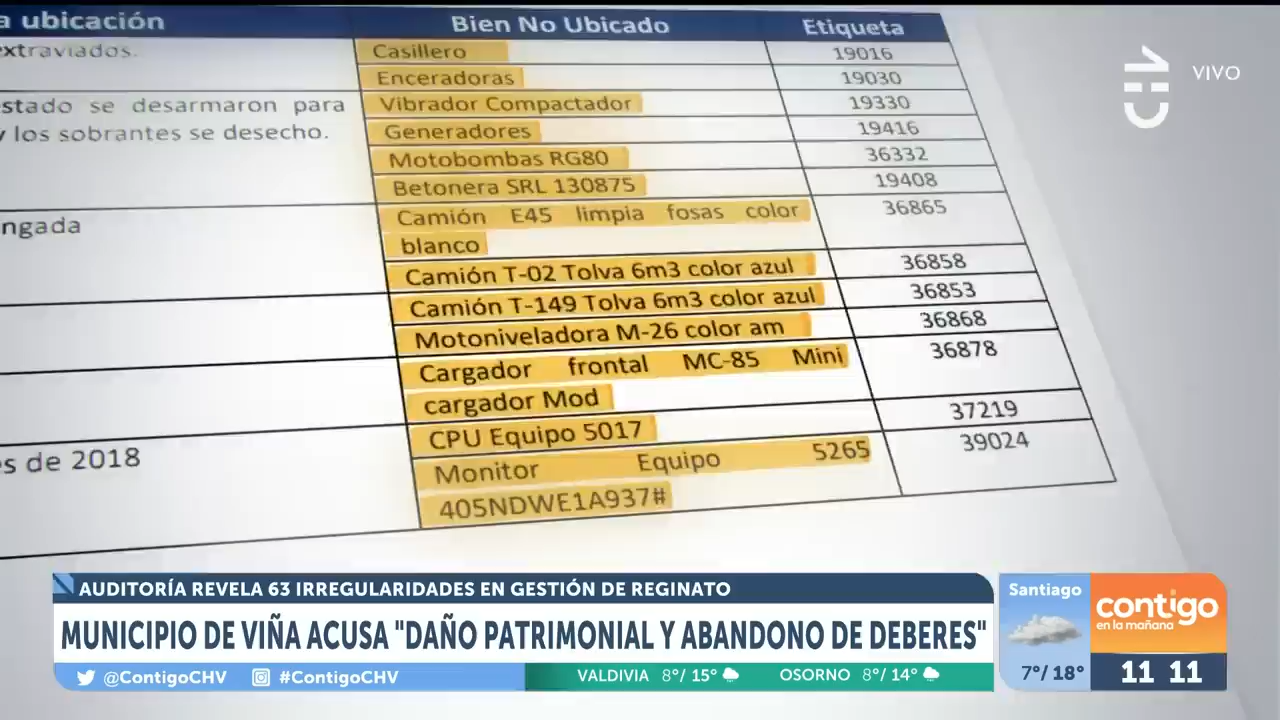 a ubicación
Bien No Ubicado
Etiqueta
extraviados.
Casillero
19016
Enceradoras
19030
stado se desarmaron para
Vibrador Compactador
19330
y los sobrantes se desecho.
Generadores
19416
Motobombas RG80
36332
Betonera SRL 130875
19408
ngada
Camión E45 limpia fosas color
blanco
36865
Camión T-02 Tolva 6m3 color azul
36858
Camión T-149 Tolva 6m3 color azul
36853
Motoniveladora M-26 color am
36868
Cargador frontal MC-85 Mini
cargador Mod
36878
CPU Equipo 5017
37219
s de 2018
Monitor Equipo 5265
405NDWE1A937#
39024
CHV
VIVO
AUDITORÍA REVELA 63 IRREGULARIDADES EN GESTIÓN DE REGINATO
MUNICIPIO DE VIÑA ACUSA "DAÑO PATRIMONIAL Y ABANDONO DE DEBERES"
@ContigoCHV #ContigoCHV
VALDIVIA 8°/ 15° OSORNO 8°/ 14°
Santiago
7°/ 18°
contigo
en la mañana
11 11